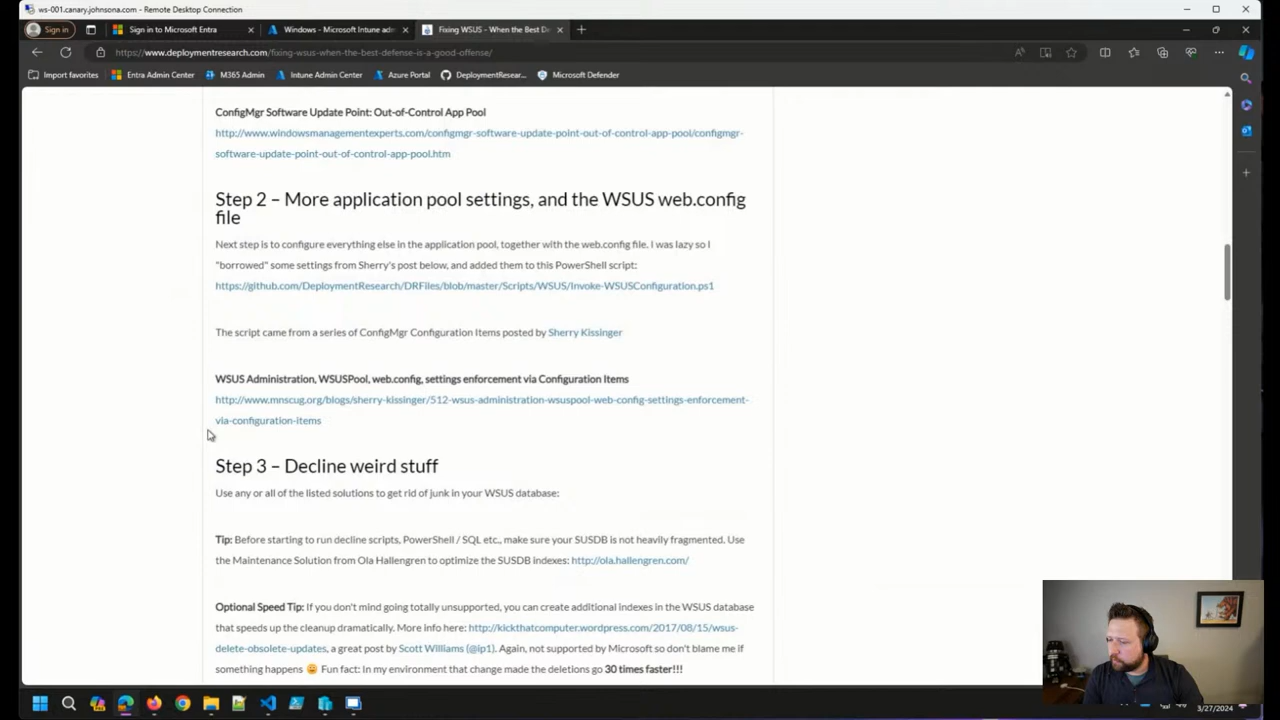 ws-001.canary.johnsona.com - Remote Desktop Connection
Sign in
Sign in to Microsoft Entra
Windows - Microsoft Intune adm
Fixing WSUS - When the Best D
https://www.deploymentresearch.com/fixing-wsus-when-the-best-defense-is-a-good-offense/
Import favorites
Entra Admin Center
M365 Admin
Intune Admin Center
Azure Portal
DeploymentResear...
Microsoft Defender
ConfigMgr Software Update Point: Out-of-Control App Pool
http://www.windowsmanagementexperts.com/configmgr-software-update-point-out-of-control-app-pool/configmgr-
software-update-point-out-of-control-app-pool.htm
Step 2 – More application pool settings, and the WSUS web.config
file
Next step is to configure everything else in the application pool, together with the web.config file. I was lazy so I
"borrowed" some settings from Sherry's post below, and added them to this PowerShell script:
https://github.com/DeploymentResearch/DRFiles/blob/master/Scripts/WSUS/Invoke-WSUSConfiguration.ps1
The script came from a series of ConfigMgr Configuration Items posted by Sherry Kissinger
WSUS Administration, WSUSPool, web.config, settings enforcement via Configuration Items
http://www.mnscug.org/blogs/sherry-kissinger/512-wsus-administration-wsuspool-web-config-settings-enforcement-
via-configuration-items
Step 3 – Decline weird stuff
Use any or all of the listed solutions to get rid of junk in your WSUS database:
Tip: Before starting to run decline scripts, PowerShell / SQL etc., make sure your SUSDB is not heavily fragmented. Use
the Maintenance Solution from Ola Hallengren to optimize the SUSDB indexes: http://ola.hallengren.com/
Optional Speed Tip: If you don't mind going totally unsupported, you can create additional indexes in the WSUS database
that speeds up the cleanup dramatically. More info here: http://kickthatcomputer.wordpress.com/2017/08/15/wsus-
delete-obsolete-updates, a great post by Scott Williams (@ip1). Again, not supported by Microsoft so don't blame me if
something happens 🙂 Fun fact: In my environment that change made the deletions go 30 times faster!!!
3/27/2024